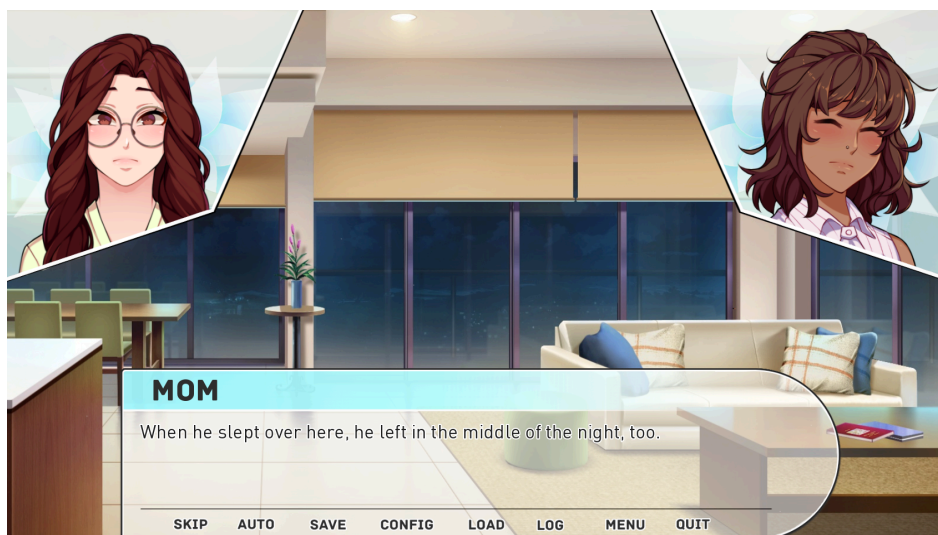 MOM
When he slept over here, he left in the middle of the night, too.
SKIP AUTO SAVE CONFIG LOAD LOG MENU QUIT